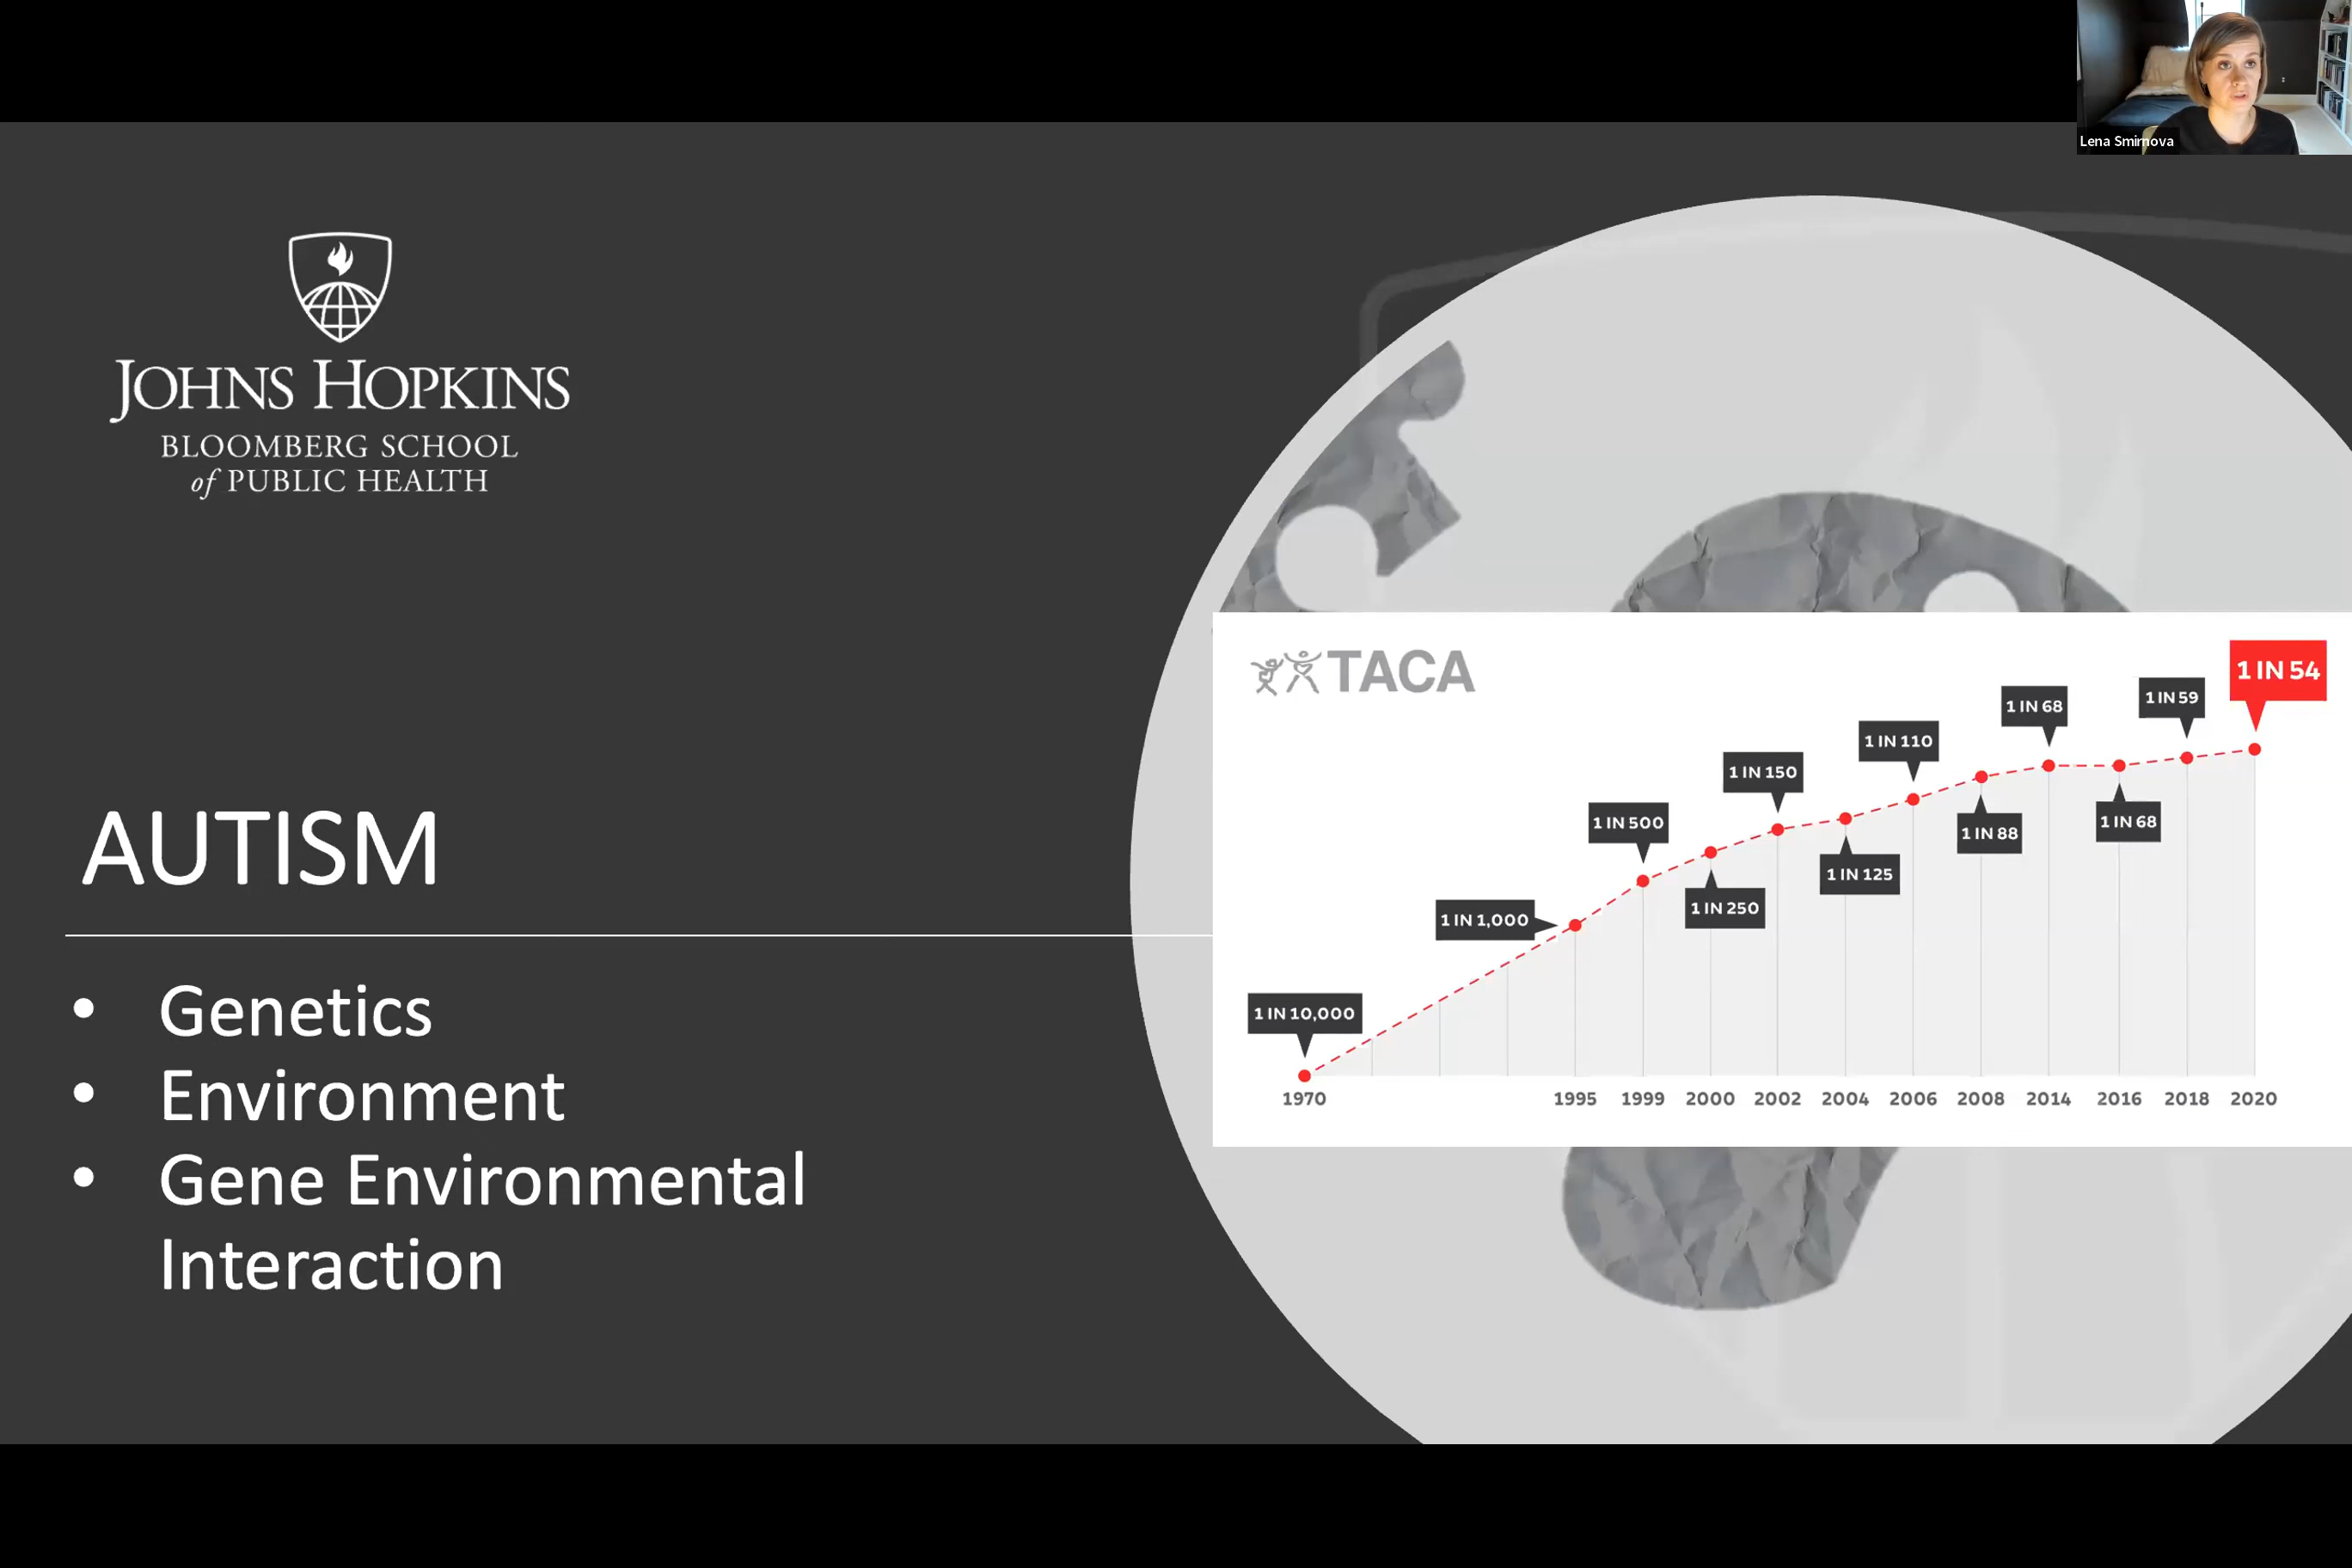 Lena Smirnova
JOHNS HOPKINS
BLOOMBERG SCHOOL
of PUBLIC HEALTH
AUTISM
• Genetics
• Environment
• Gene Environmental
Interaction
TACA
1 IN 10,000
1 IN 1,000
1 IN 500
1 IN 250
1 IN 150
1 IN 125
1 IN 110
1 IN 88
1 IN 68
1 IN 68
1 IN 59
1 IN 54
1970 1995 1999 2000 2002 2004 2006 2008 2014 2016 2018 2020